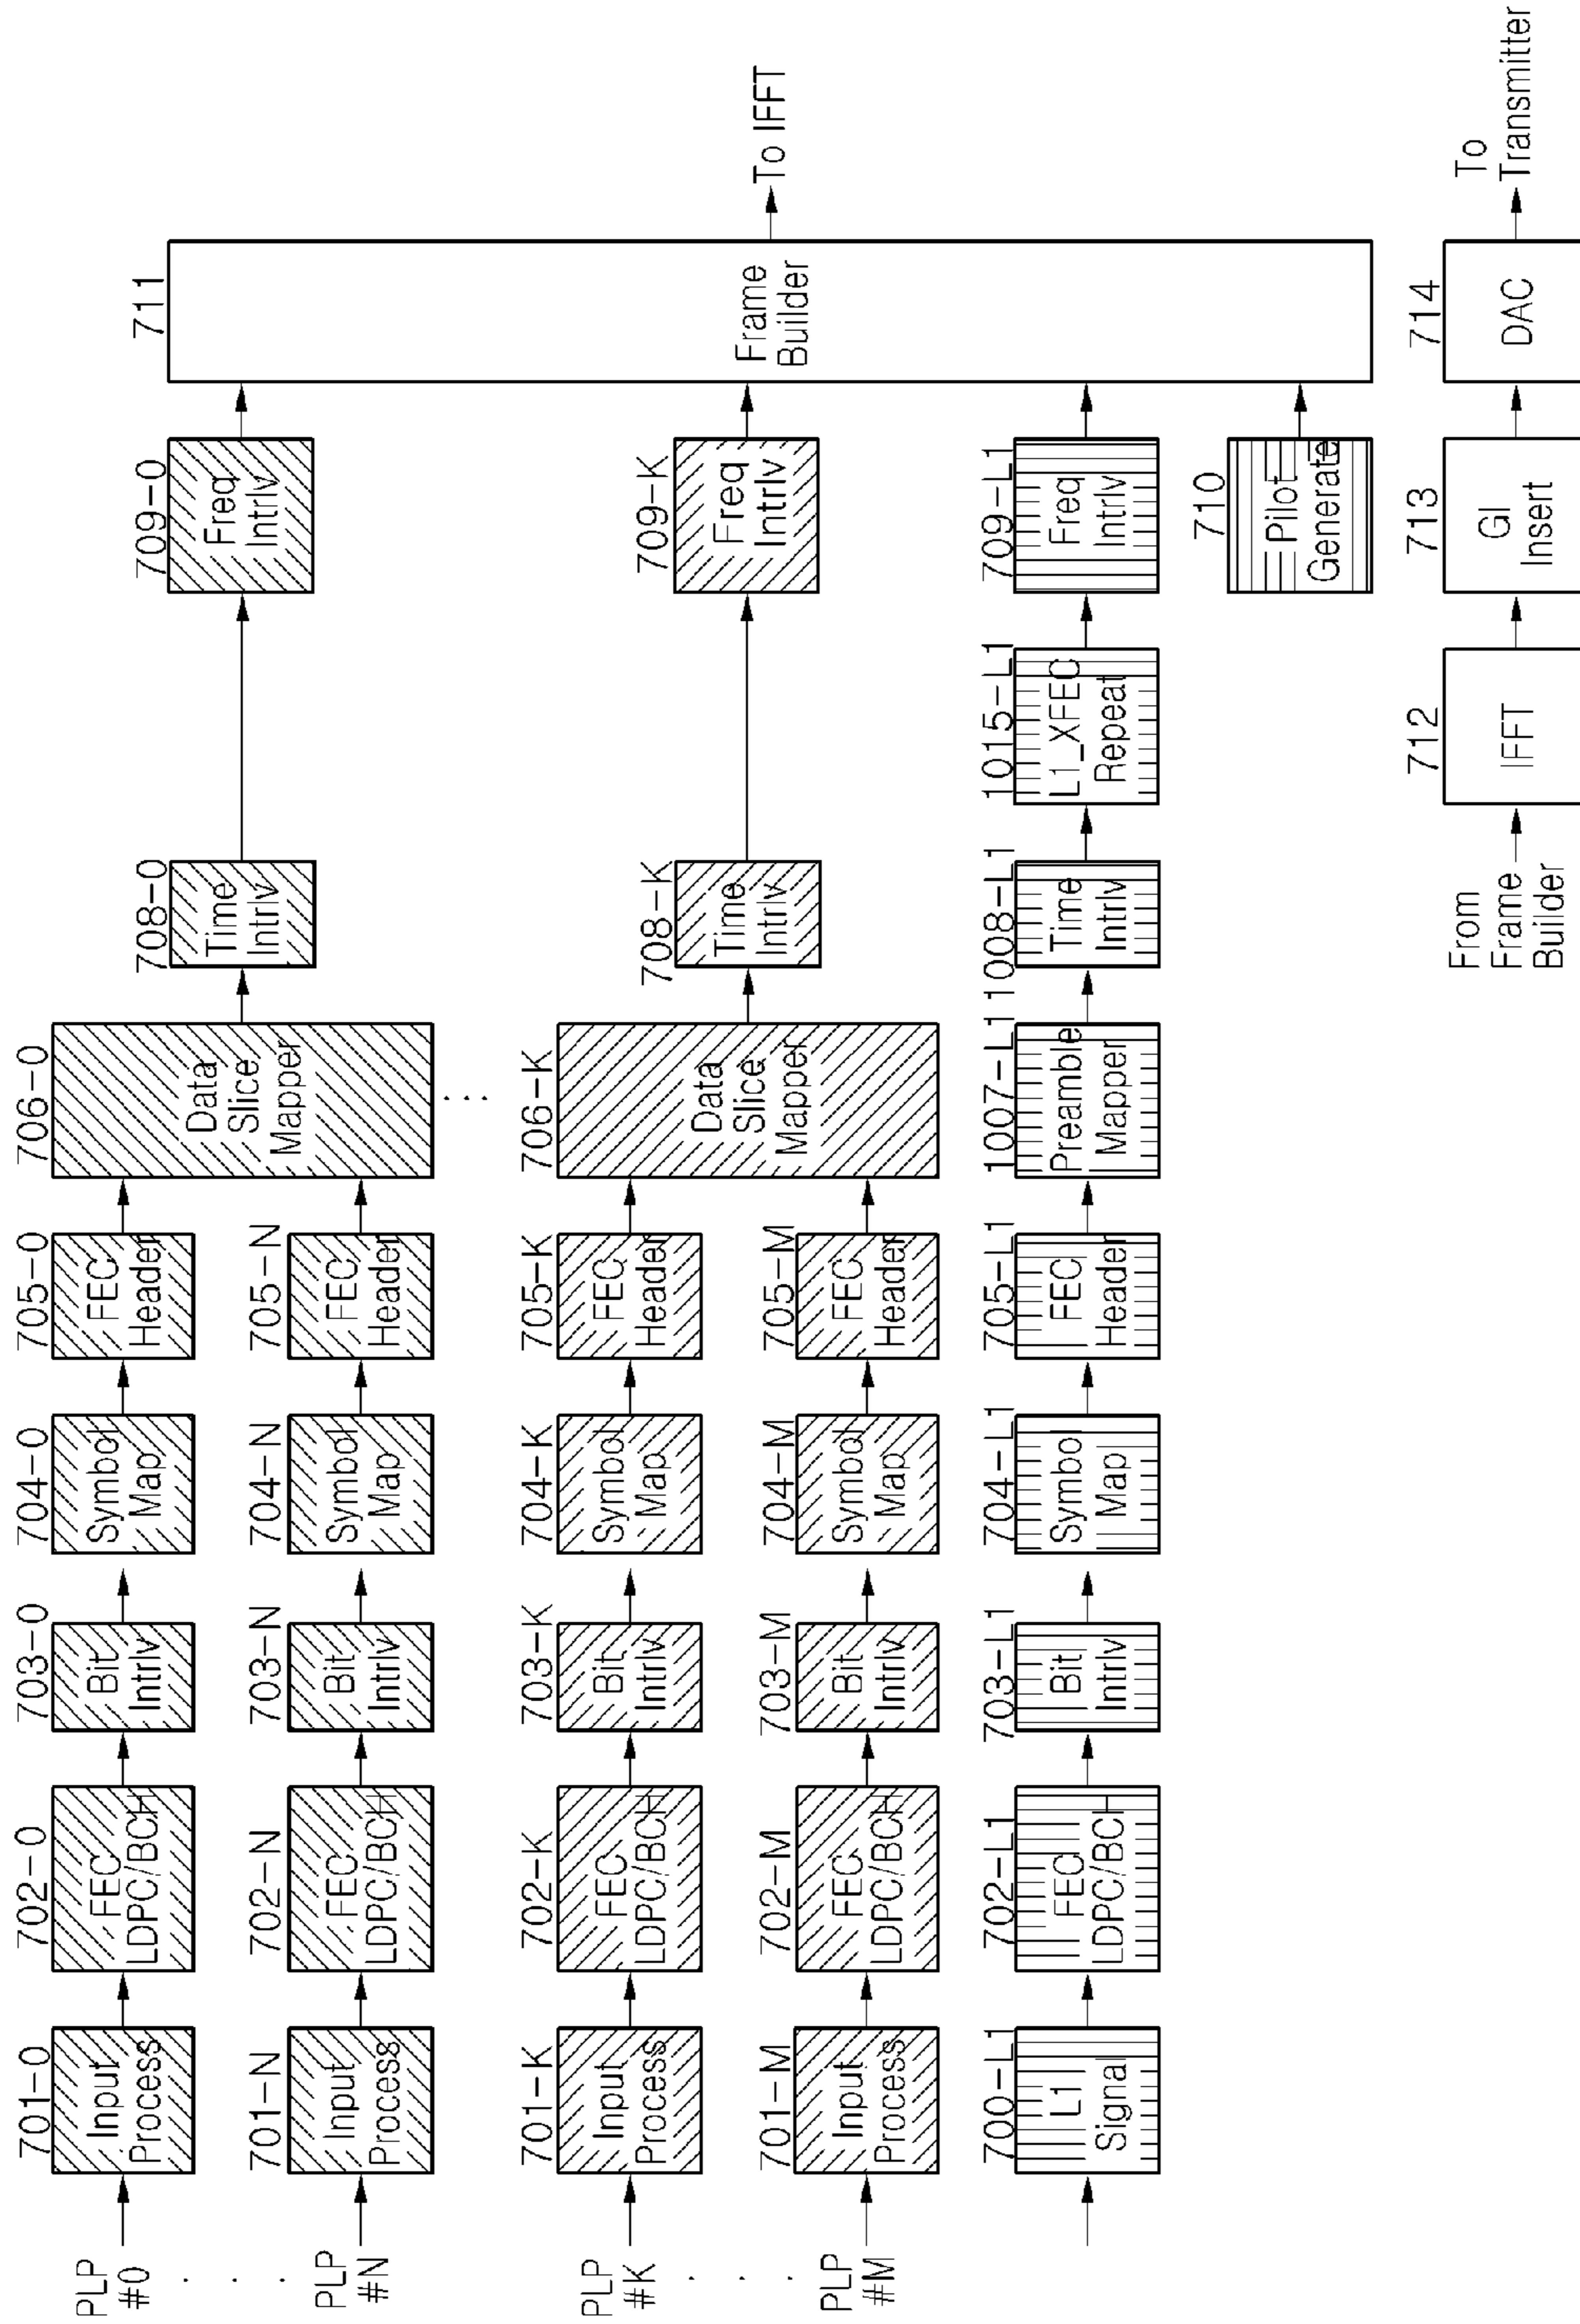 PLP
#0
701-0
Input
Process
702-0
FEC
LDPC/BCH
703-0
Bit
Intrlv
704-0
Symbol
Map
705-0
FEC
Header
706-0
Data
Slice
Mapper
708-0
Time
Intrlv
709-0
Freq
Intrlv
711
Frame
Builder
To IFFT
. . .
PLP
#N
701-N
Input
Process
702-N
FEC
LDPC/BCH
703-N
Bit
Intrlv
704-N
Symbol
Map
705-N
FEC
Header
. . .
PLP
#K
701-K
Input
Process
702-K
FEC
LDPC/BCH
703-K
Bit
Intrlv
704-K
Symbol
Map
705-K
FEC
Header
706-K
Data
Slice
Mapper
708-K
Time
Intrlv
709-K
Freq
Intrlv
. . .
PLP
#M
701-M
Input
Process
702-M
FEC
LDPC/BCH
703-M
Bit
Intrlv
704-M
Symbol
Map
705-M
FEC
Header
700-L1
L1
Signal
702-L1
FEC
LDPC/BCH
703-L1
Bit
Intrlv
704-L1
Symbol
Map
705-L1
FEC
Header
1007-L1
Preamble
Mapper
1008-L1
Time
Intrlv
1015-L1
L1_XFEC
Repeat
709-L1
Freq
Intrlv
710
Pilot
Generate
From
Frame
Builder
712
IFFT
713
GI
Insert
714
DAC
To
Transmitter